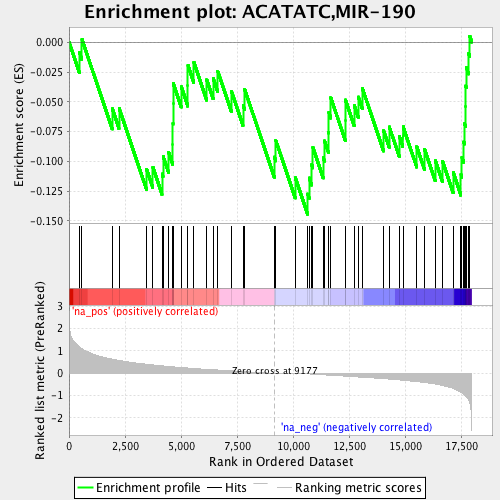 Enrichment plot: ACATATC,MIR-190
Enrichment score (ES)
0.000
-0.025
-0.050
-0.075
-0.100
-0.125
-0.150
'na_pos' (positively correlated)
Ranked list metric (PreRanked)
3
2
1
0
-1
-2
Zero cross at 9177
'na_neg' (negatively correlated)
0
2,500
5,000
7,500
10,000
12,500
15,000
17,500
Rank in Ordered Dataset
Enrichment profile
Hits
Ranking metric scores